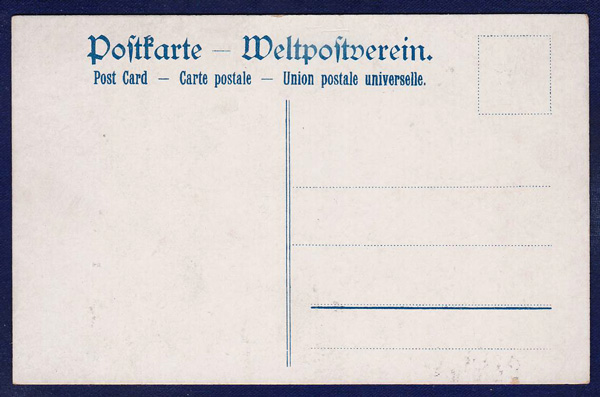 Poſtkarte – Weltpoſtverein.
Post Card – Carte postale – Union postale universelle.